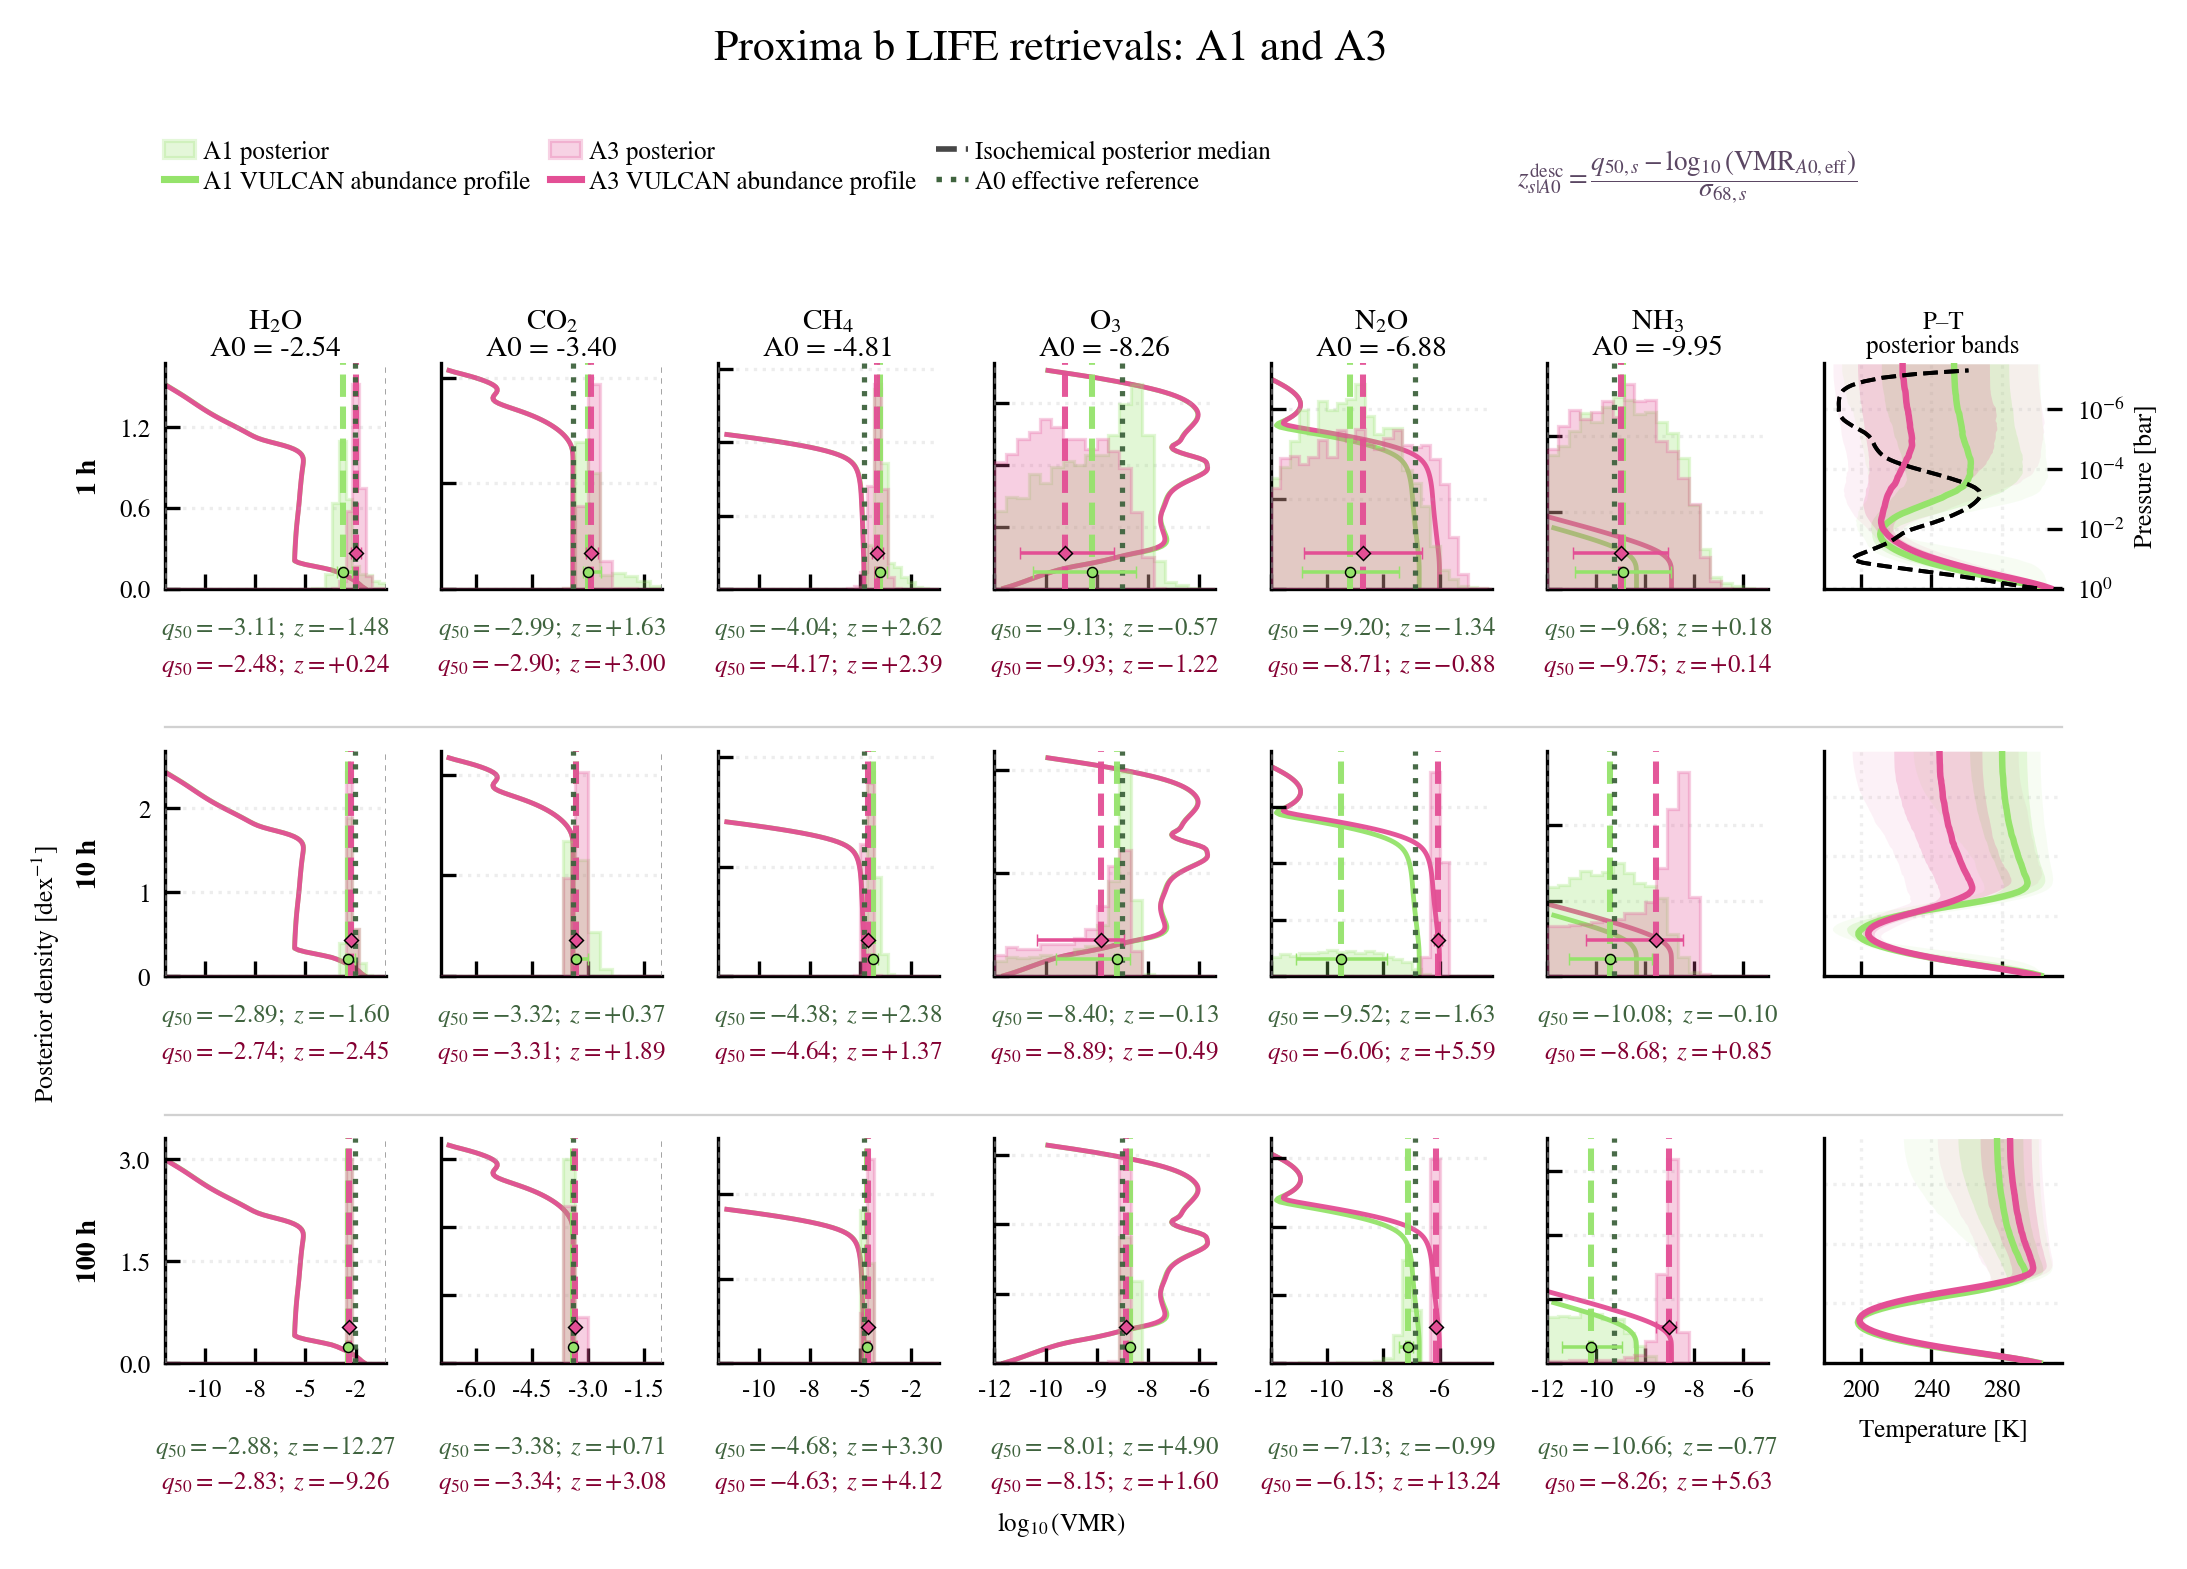 Proxima b LIFE retrievals: A1 and A3
A1 posterior
A3 posterior
Isochemical posterior median
A1 VULCAN abundance profile
A3 VULCAN abundance profile
A0 effective reference
z^{desc}_{s|A0} = \frac{q_{50,s} − log_{10}(VMR_{A0,eff})}{σ_{68,s}}
H₂O
A0 = -2.54
CO₂
A0 = -3.40
CH₄
A0 = -4.81
O₃
A0 = -8.26
N₂O
A0 = -6.88
NH₃
A0 = -9.95
P–T
posterior bands
1 h
1.2
0.6
0.0
10⁻⁶
10⁻⁴
10⁻²
10⁰
Pressure [bar]
q₅₀ = −3.11; z = −1.48
q₅₀ = −2.99; z = +1.63
q₅₀ = −4.04; z = +2.62
q₅₀ = −9.13; z = −0.57
q₅₀ = −9.20; z = −1.34
q₅₀ = −9.68; z = +0.18
q₅₀ = −2.48; z = +0.24
q₅₀ = −2.90; z = +3.00
q₅₀ = −4.17; z = +2.39
q₅₀ = −9.93; z = −1.22
q₅₀ = −8.71; z = −0.88
q₅₀ = −9.75; z = +0.14
Posterior density [dex⁻¹]
10 h
2
1
0
q₅₀ = −2.89; z = −1.60
q₅₀ = −3.32; z = +0.37
q₅₀ = −4.38; z = +2.38
q₅₀ = −8.40; z = −0.13
q₅₀ = −9.52; z = −1.63
q₅₀ = −10.08; z = −0.10
q₅₀ = −2.74; z = −2.45
q₅₀ = −3.31; z = +1.89
q₅₀ = −4.64; z = +1.37
q₅₀ = −8.89; z = −0.49
q₅₀ = −6.06; z = +5.59
q₅₀ = −8.68; z = +0.85
100 h
3.0
1.5
0.0
-10 -8 -5 -2
-6.0 -4.5 -3.0 -1.5
-10 -8 -5 -2
-12 -10 -9 -8 -6
-12 -10 -8 -6
-12 -10 -9 -8 -6
200 240 280
Temperature [K]
q₅₀ = −2.88; z = −12.27
q₅₀ = −3.38; z = +0.71
q₅₀ = −4.68; z = +3.30
q₅₀ = −8.01; z = +4.90
q₅₀ = −7.13; z = −0.99
q₅₀ = −10.66; z = −0.77
q₅₀ = −2.83; z = −9.26
q₅₀ = −3.34; z = +3.08
q₅₀ = −4.63; z = +4.12
q₅₀ = −8.15; z = +1.60
q₅₀ = −6.15; z = +13.24
q₅₀ = −8.26; z = +5.63
log₁₀(VMR)